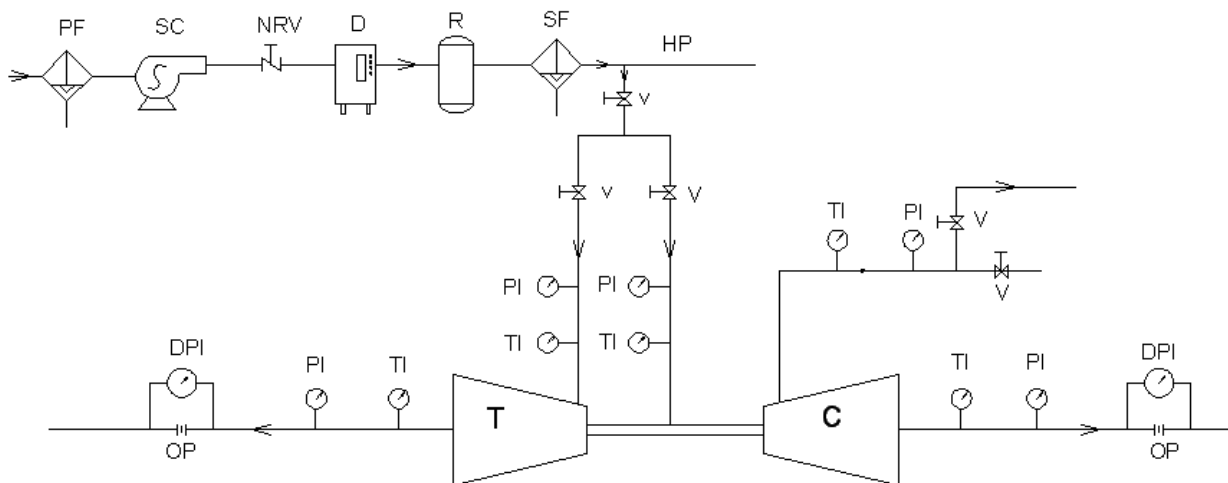 PF SC NRV D R SF HP
V
v V
TI PI V
V
PI PI
TI TI
DPI PI TI TI PI DPI
T C
OP OP